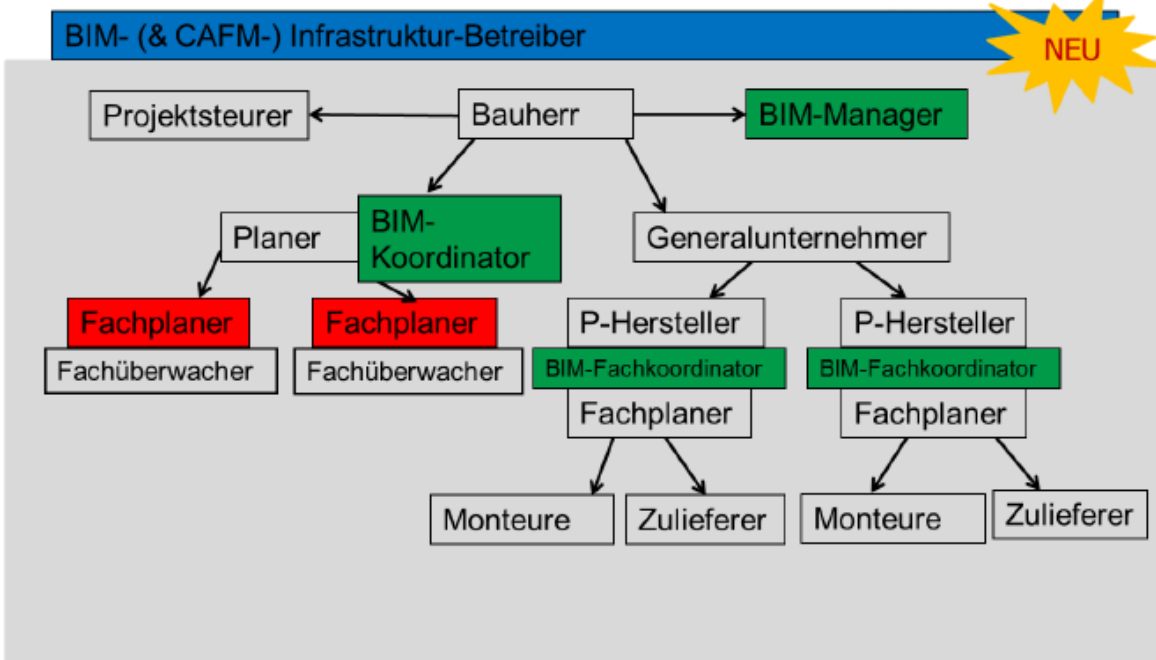 BIM- (& CAFM-) Infrastruktur-Betreiber
NEU
Projektsteurer
Bauherr
BIM-Manager
Planer
BIM-
Koordinator
Generalunternehmer
Fachplaner
Fachplaner
P-Hersteller
P-Hersteller
Fachüberwacher
Fachüberwacher
BIM-Fachkoordinator
BIM-Fachkoordinator
Fachplaner
Fachplaner
Monteure
Zulieferer
Monteure
Zulieferer